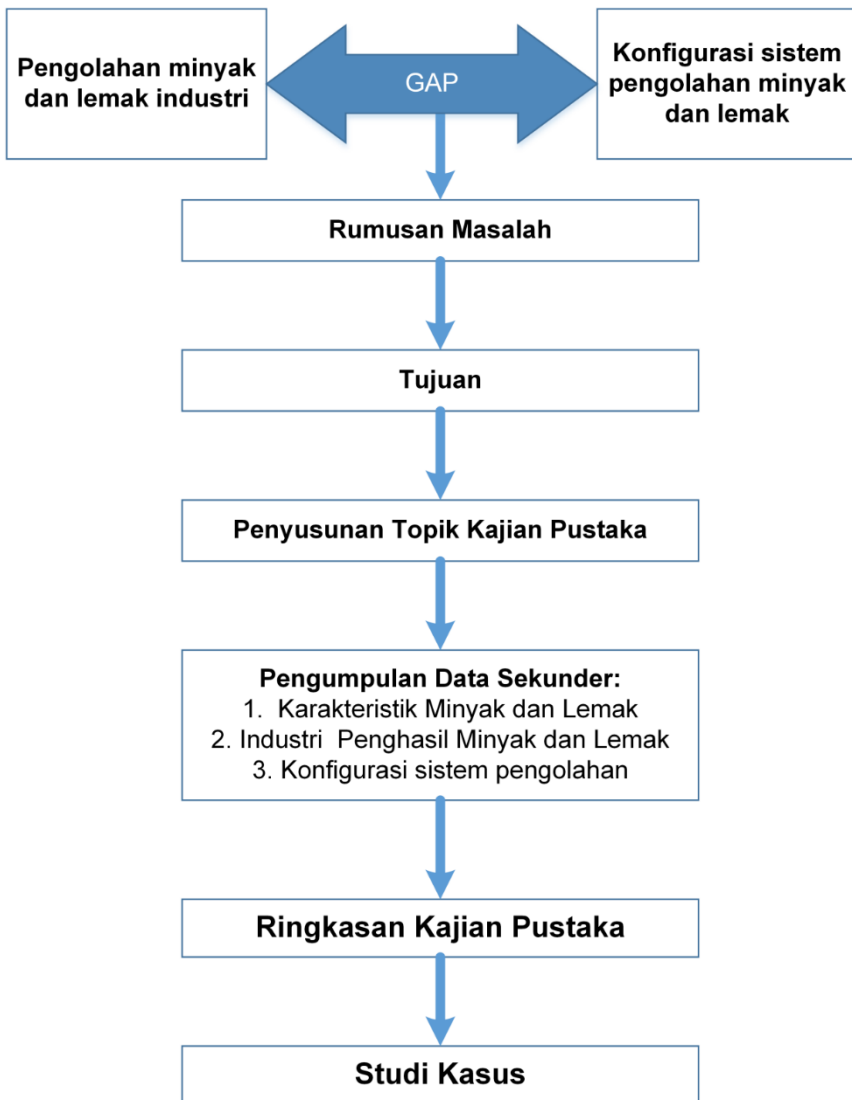 Pengolahan minyak
dan lemak industri
GAP
Konfigurasi sistem
pengolahan minyak
dan lemak
Rumusan Masalah
Tujuan
Penyusunan Topik Kajian Pustaka
Pengumpulan Data Sekunder:
1. Karakteristik Minyak dan Lemak
2. Industri Penghasil Minyak dan Lemak
3. Konfigurasi sistem pengolahan
Ringkasan Kajian Pustaka
Studi Kasus